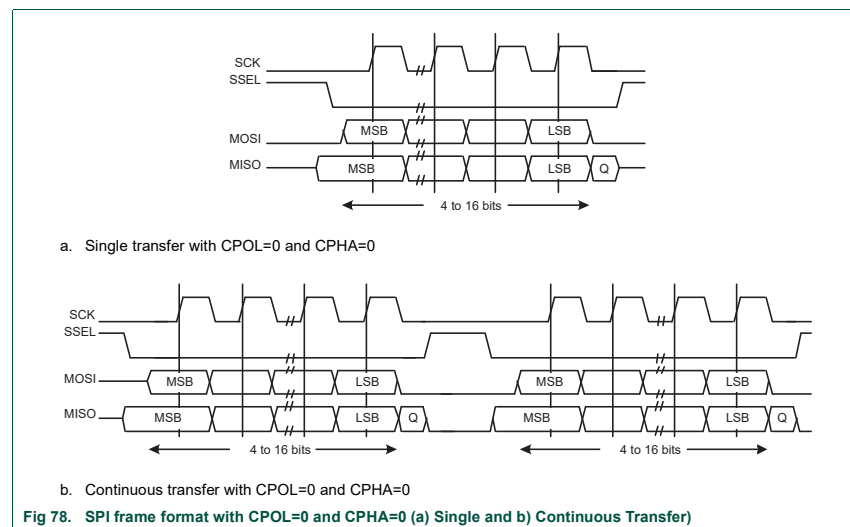 SCK
SSEL
MOSI
MSB
LSB
MISO
MSB
LSB
Q
4 to 16 bits
a. Single transfer with CPOL=0 and CPHA=0
SCK
SSEL
MOSI
MSB
LSB
MSB
LSB
MISO
MSB
LSB
Q
MSB
LSB
Q
4 to 16 bits
4 to 16 bits
b. Continuous transfer with CPOL=0 and CPHA=0
Fig 78. SPI frame format with CPOL=0 and CPHA=0 (a) Single and b) Continuous Transfer)